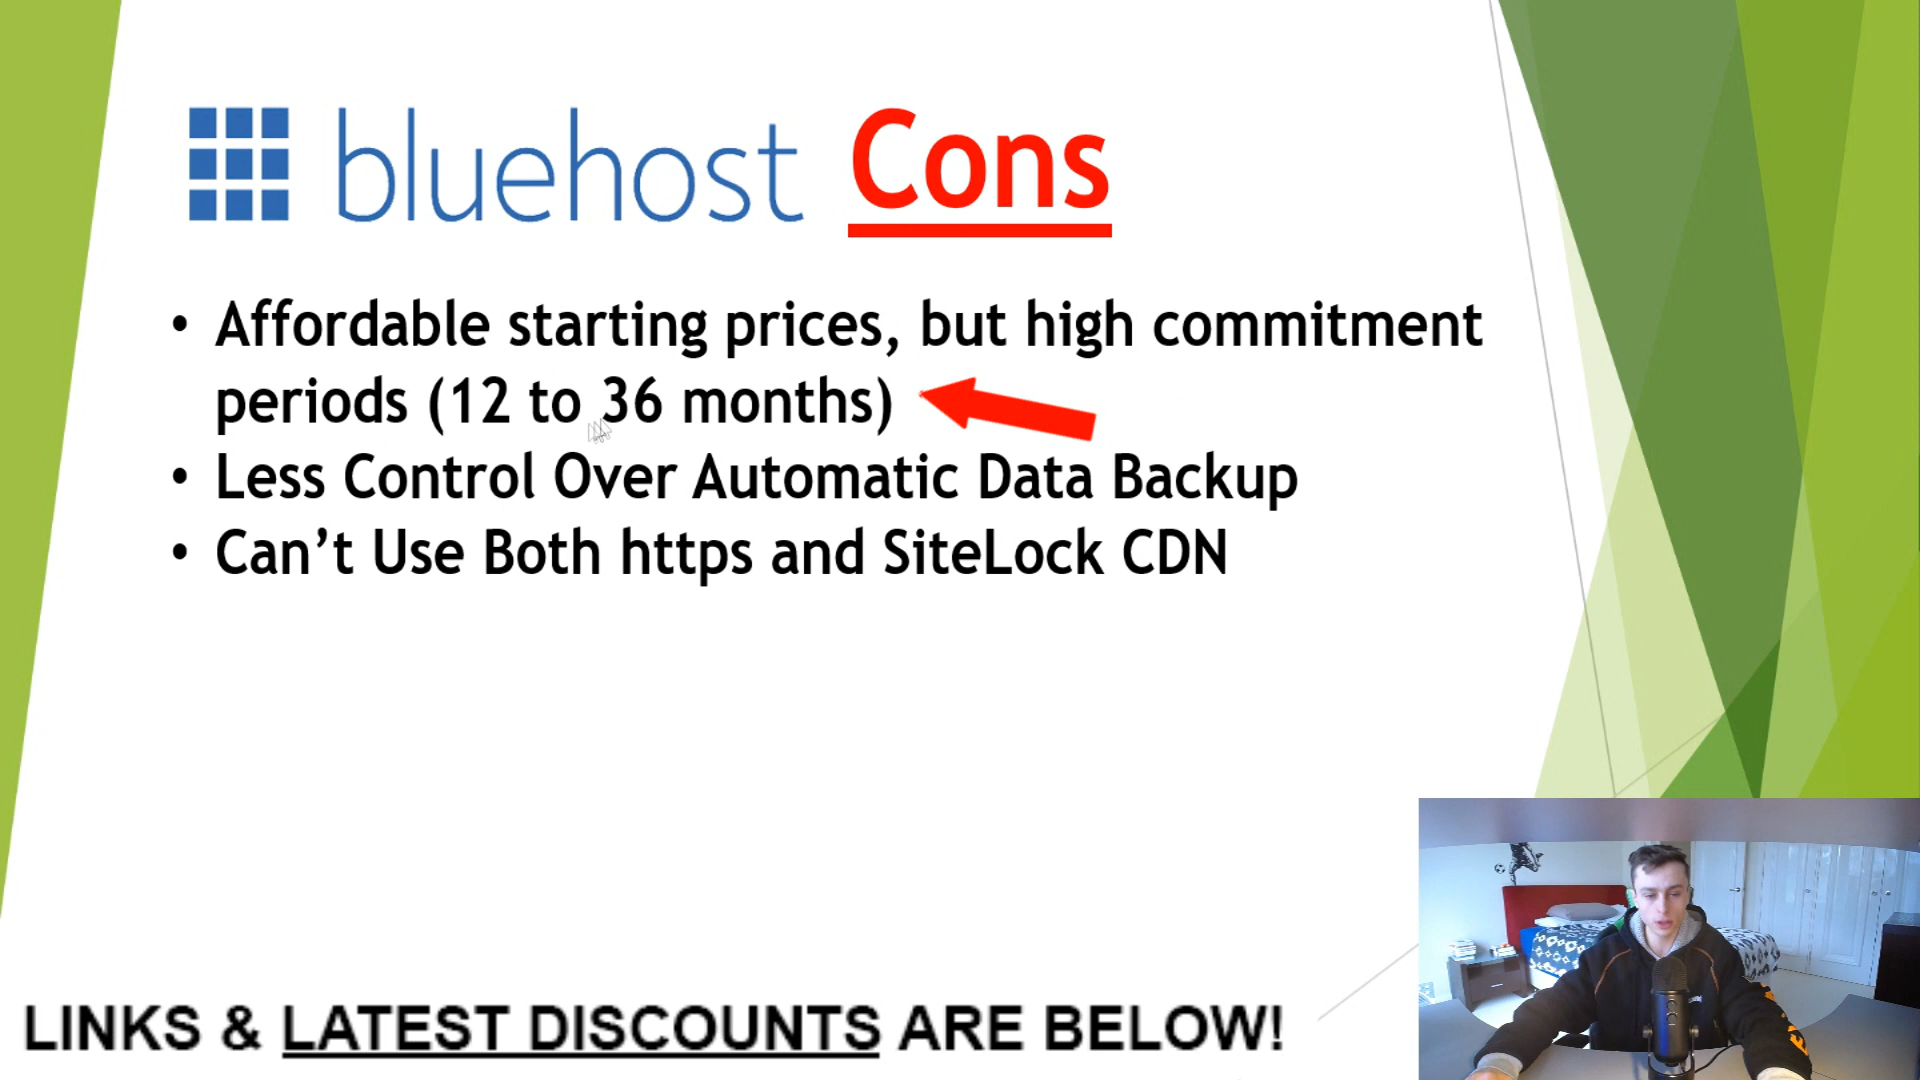 bluehost Cons
• Affordable starting prices, but high commitment
periods (12 to 36 months)
• Less Control Over Automatic Data Backup
• Can’t Use Both https and SiteLock CDN
LINKS & LATEST DISCOUNTS ARE BELOW!